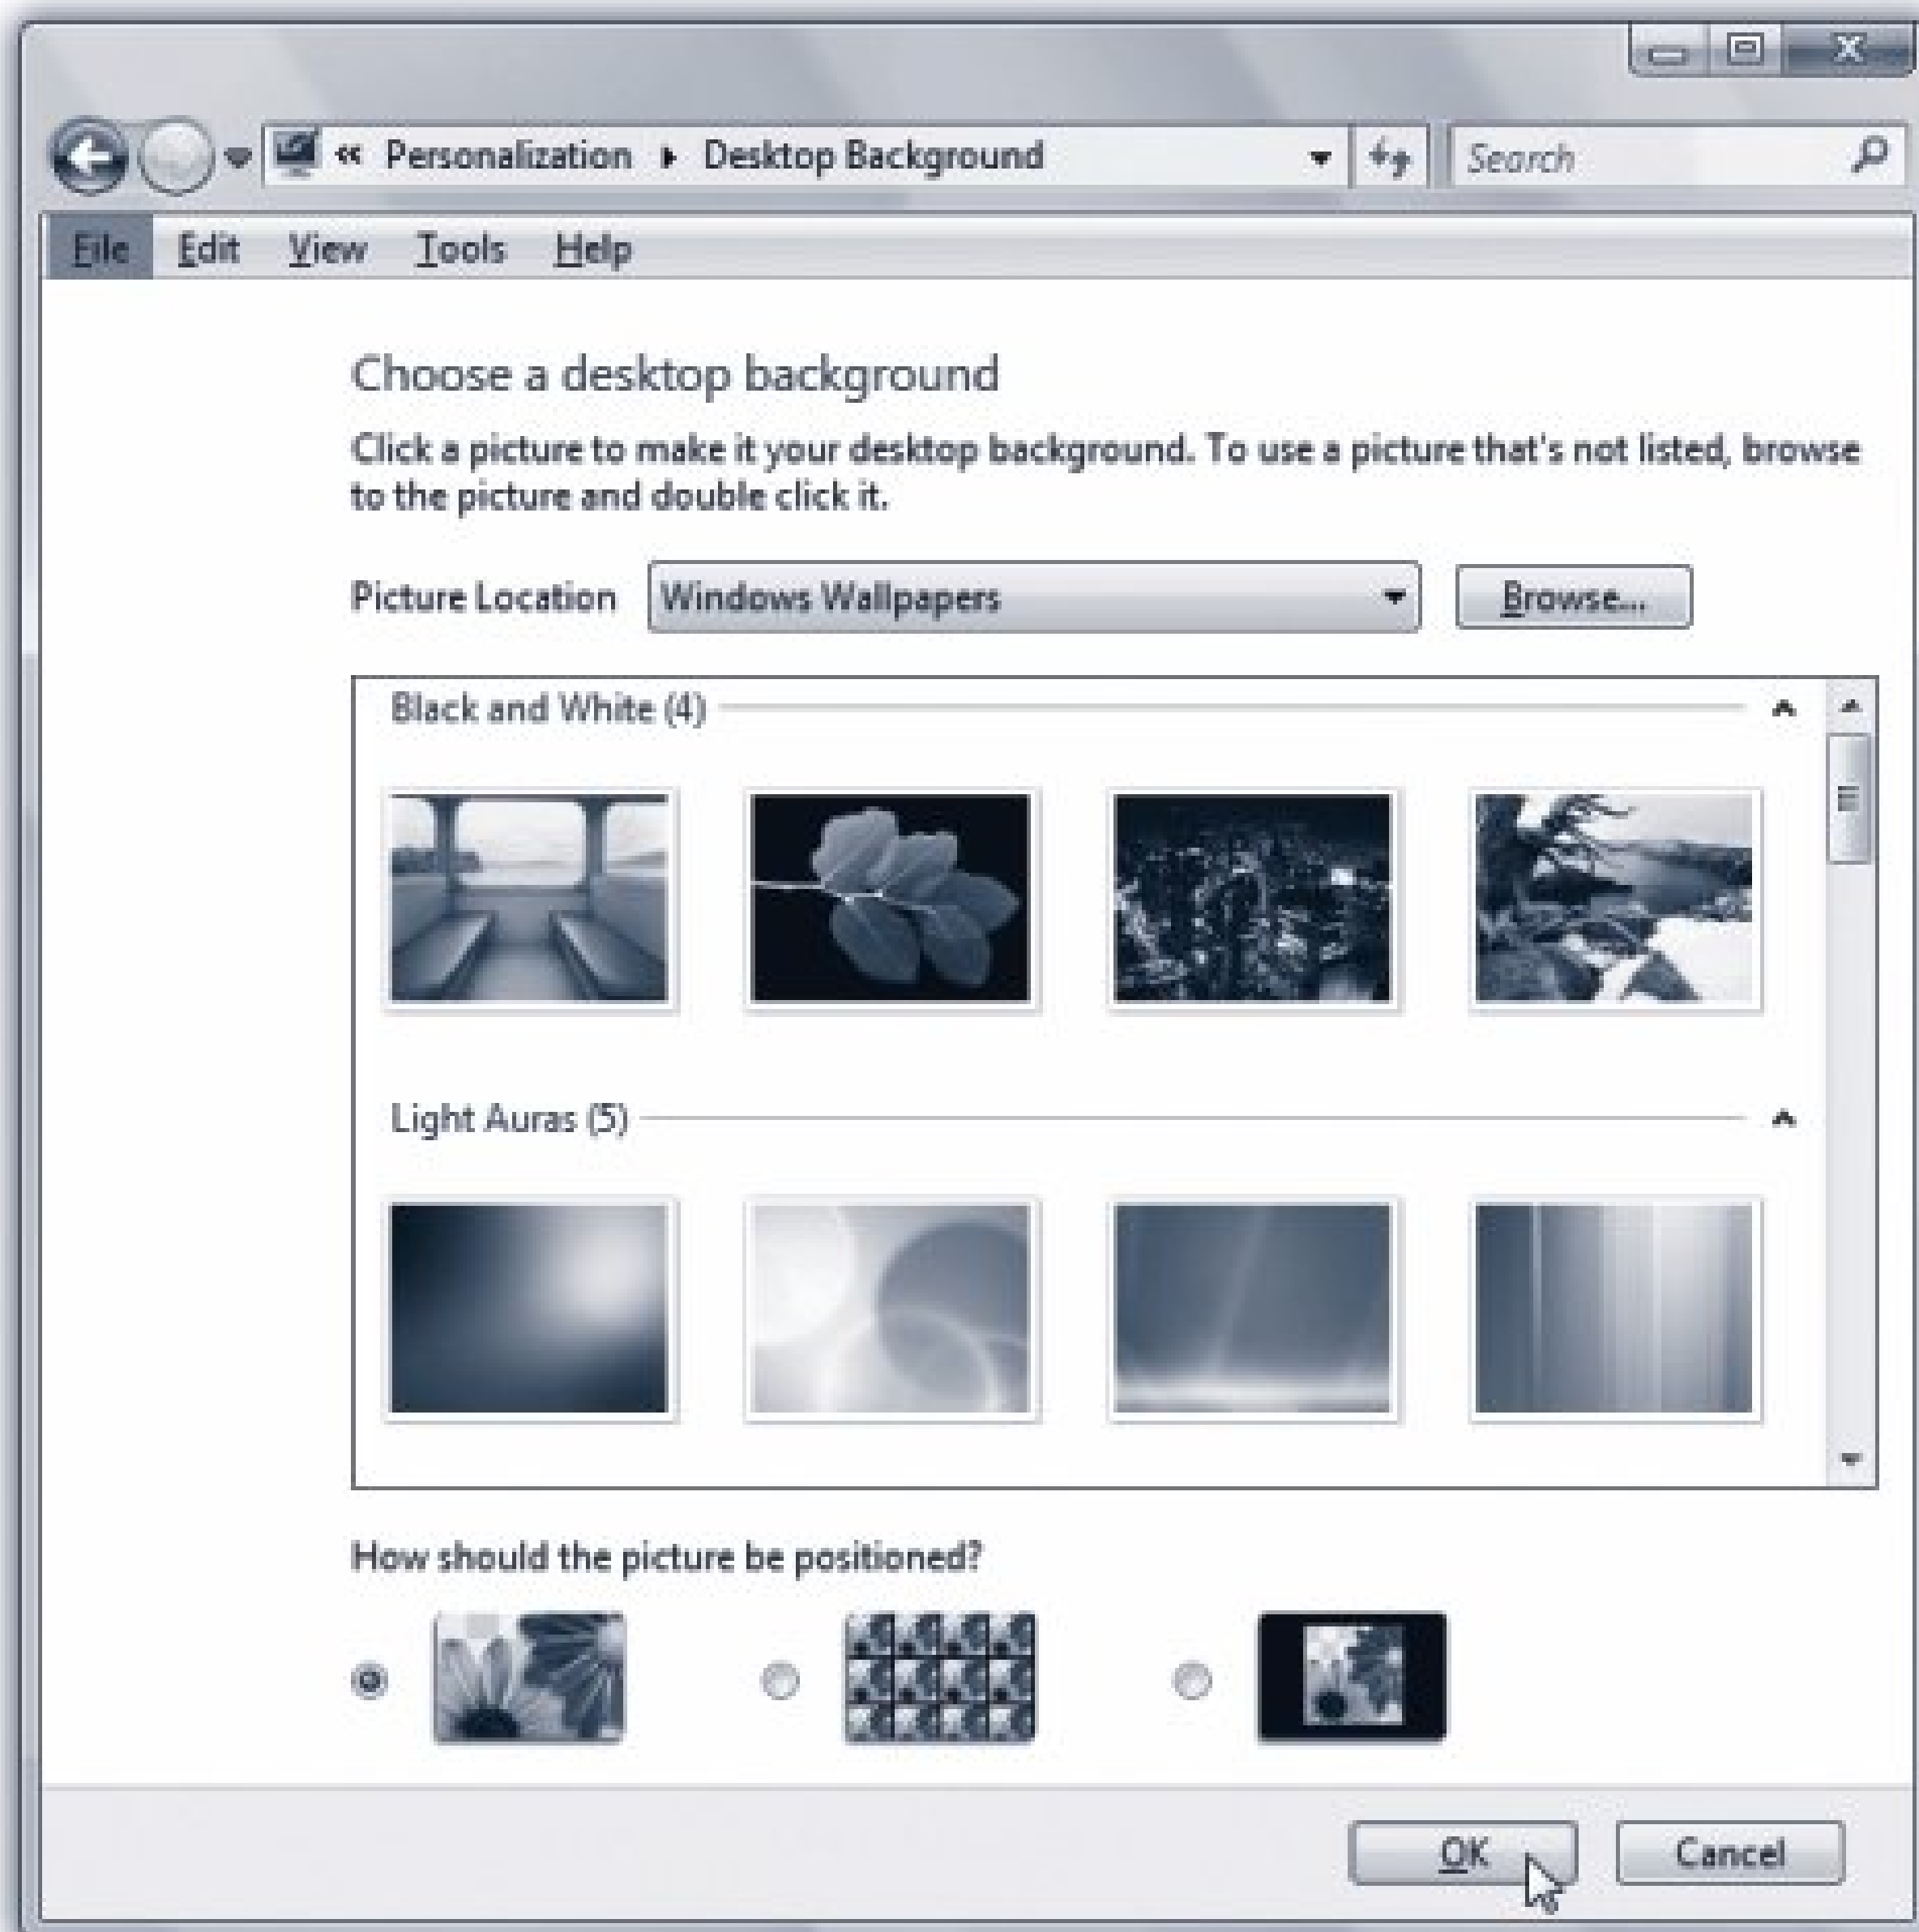 « Personalization ▸ Desktop Background
Search
File Edit View Tools Help
Choose a desktop background
Click a picture to make it your desktop background. To use a picture that's not listed, browse
to the picture and double click it.
Picture Location Windows Wallpapers Browse...
Black and White (4)
Light Auras (5)
How should the picture be positioned?
OK Cancel